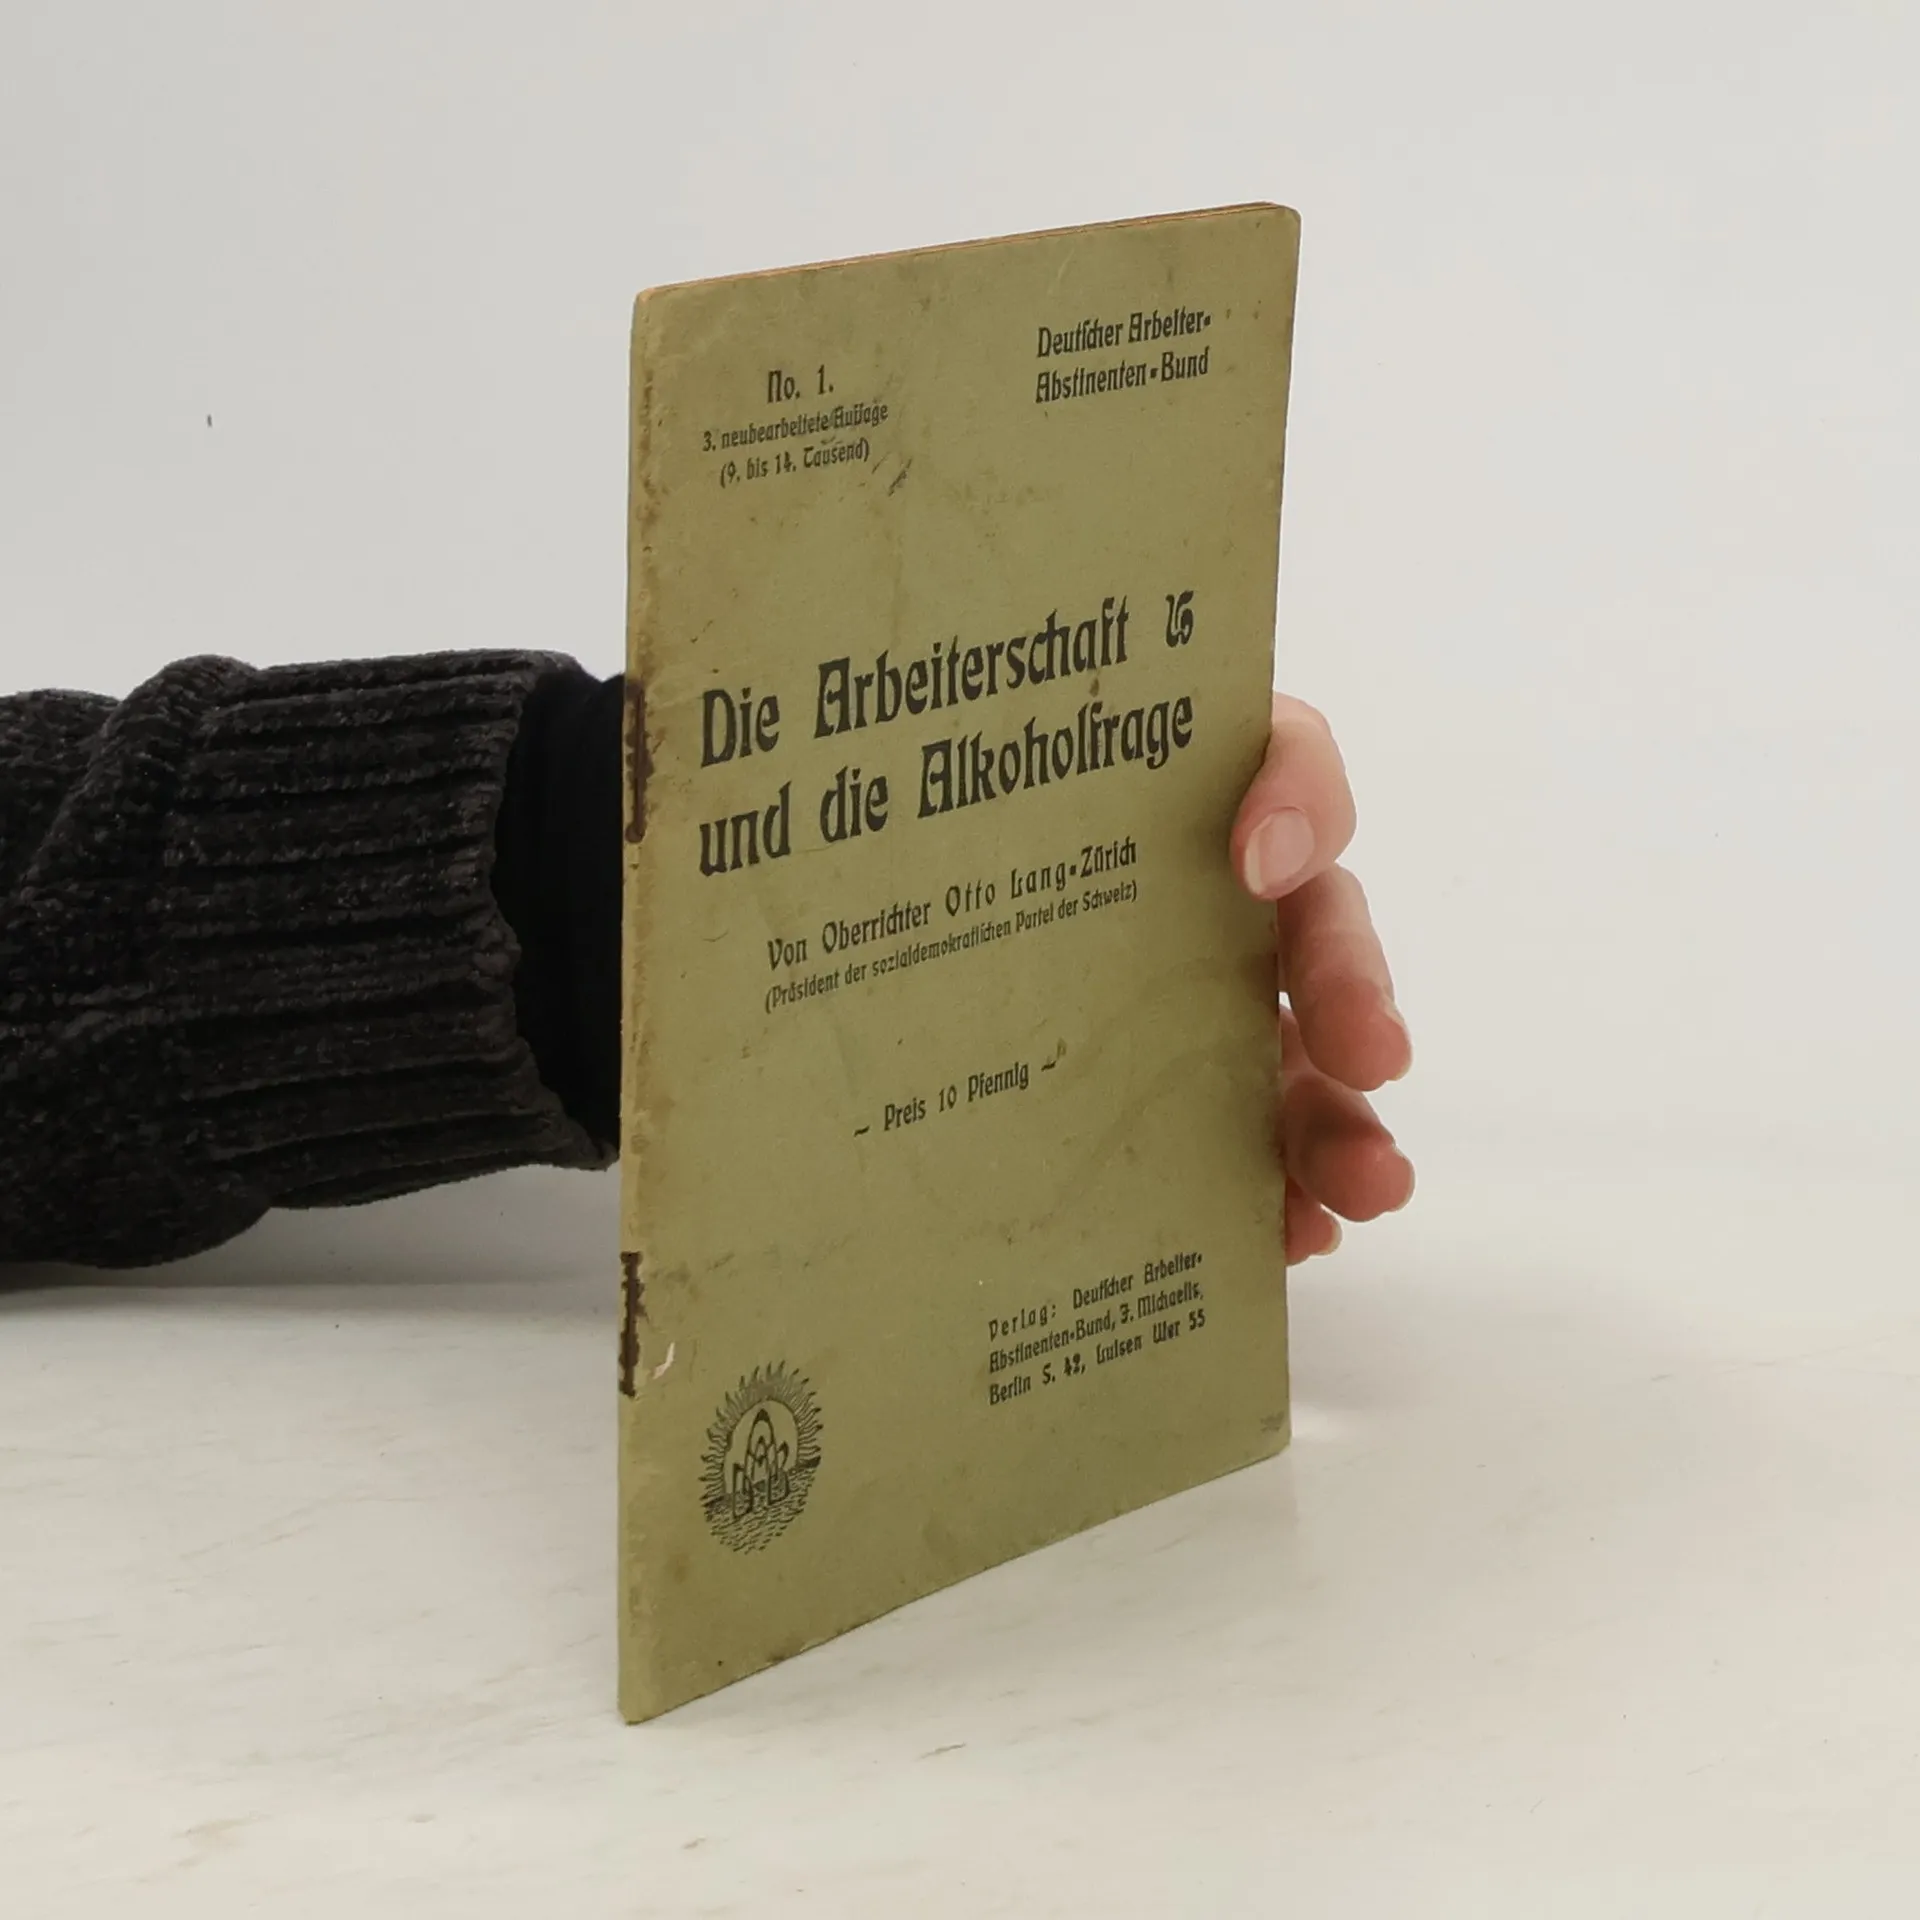 No. 1.
3. neubearbeitete Auflage
(9. bis 14. Tausend)
Deutscher Arbeiter-
Abstinenten-Bund
Die Arbeiterschaft
und die Alkoholfrage
Von Oberrichter Otto Lang-Zürich
(Präsident der sozialdemokratischen Partei der Schweiz)
~ Preis 10 Pfennig ~
Verlag: Deutscher Arbeiter-
Abstinenten-Bund, J. Michaelis,
Berlin S. 42, Luisen Ufer 55
DAAB